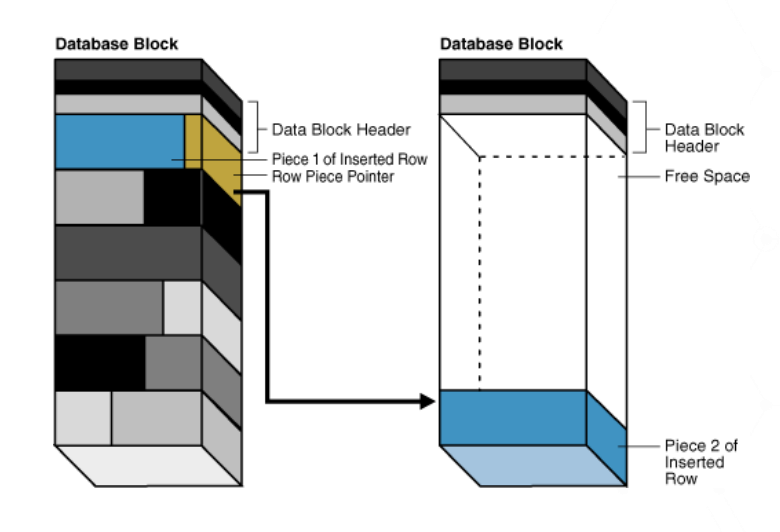 Database Block
Data Block Header
Piece 1 of Inserted Row
Row Piece Pointer
Database Block
Data Block
Header
Free Space
Piece 2 of
Inserted
Row